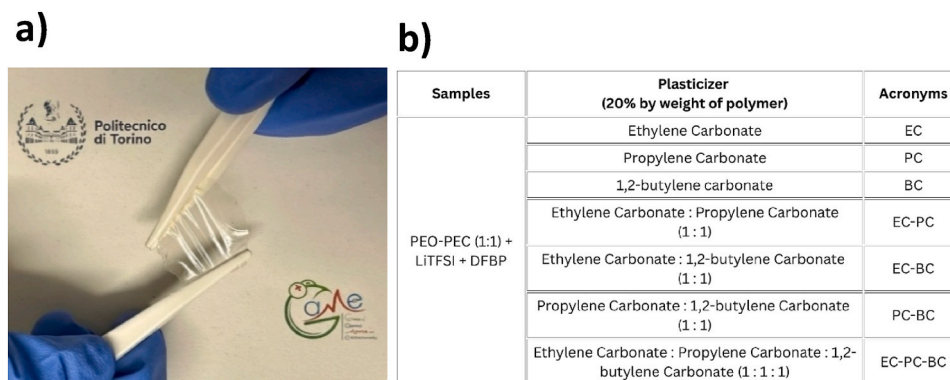 a)
Politecnico
di Torino
1859
b)
Samples
Plasticizer
(20% by weight of polymer)
Acronyms
PEO-PEC (1:1) +
LiTFSI + DFBP
Ethylene Carbonate
EC
Propylene Carbonate
PC
1,2-butylene carbonate
BC
Ethylene Carbonate : Propylene Carbonate
(1 : 1)
EC-PC
Ethylene Carbonate : 1,2-butylene Carbonate
(1 : 1)
EC-BC
Propylene Carbonate : 1,2-butylene Carbonate
(1 : 1)
PC-BC
Ethylene Carbonate : Propylene Carbonate : 1,2-
butylene Carbonate (1 : 1 : 1)
EC-PC-BC